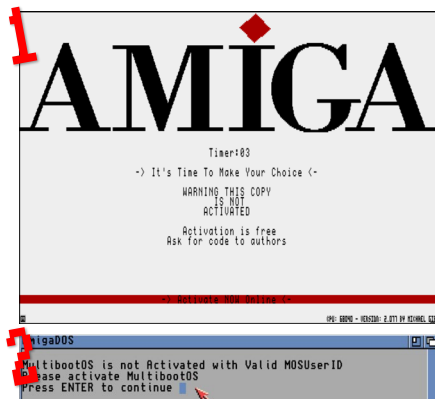 1
AMIGA
Timer:03
-> It's Time To Make Your Choice <-
WARNING THIS COPY
IS NOT
ACTIVATED
Activation is free
Ask for code to authors
-> Activate NOW Online <-
CPU: 68040 - VERSION: 2.077 BY MICHAEL
2
AmigaDOS
MultibootOS is not Activated with Valid MOSUserID
Please activate MultibootOS
Press ENTER to continue